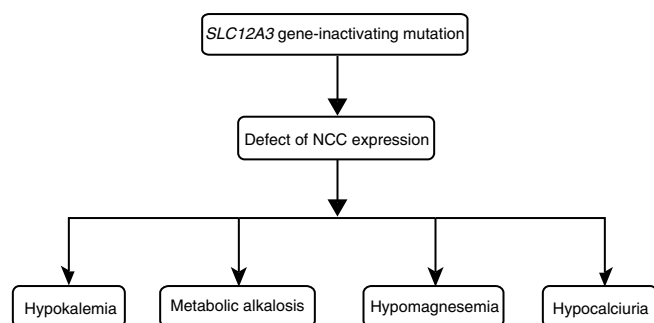 SLC12A3 gene-inactivating mutation
Defect of NCC expression
Hypokalemia
Metabolic alkalosis
Hypomagnesemia
Hypocalciuria